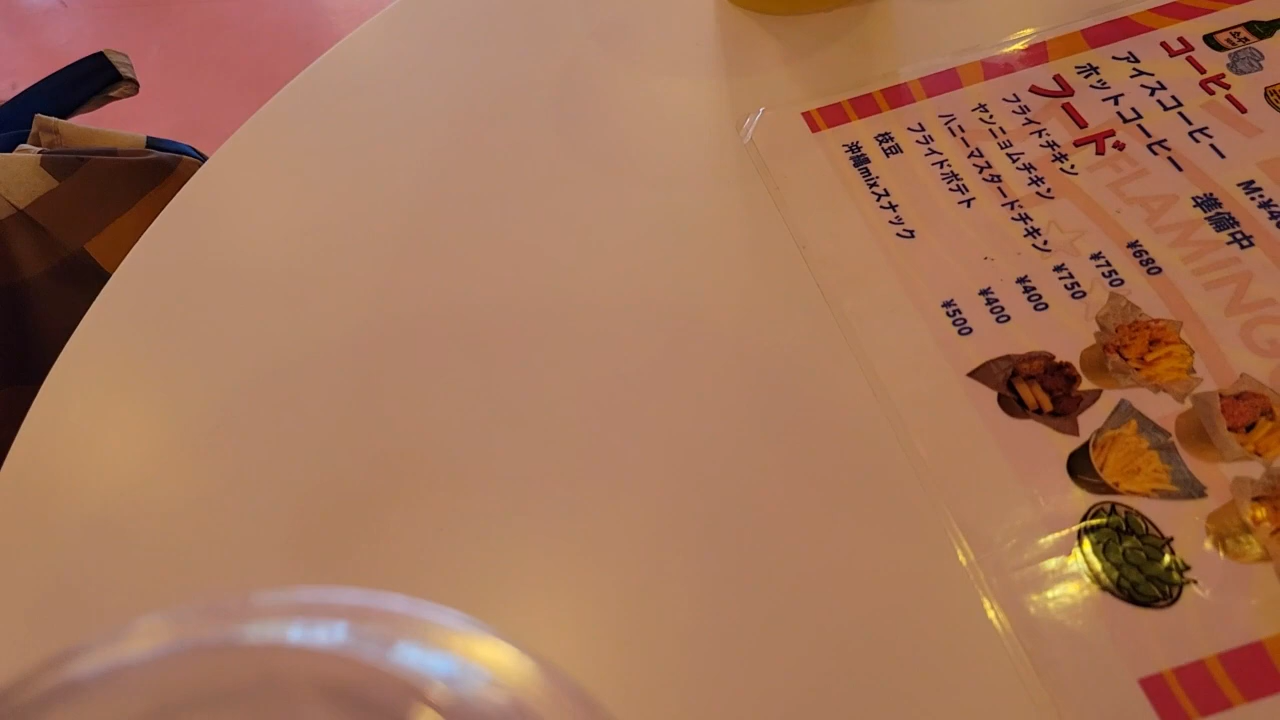 コーヒー
アイスコーヒー
ホットコーヒー 準備中
フード
フライドチキン ¥680
ヤンニョムチキン ¥750
ハニーマスタードチキン ¥750
フライドポテト ¥400
枝豆 ¥400
沖縄mixスナック ¥500
FLAMING